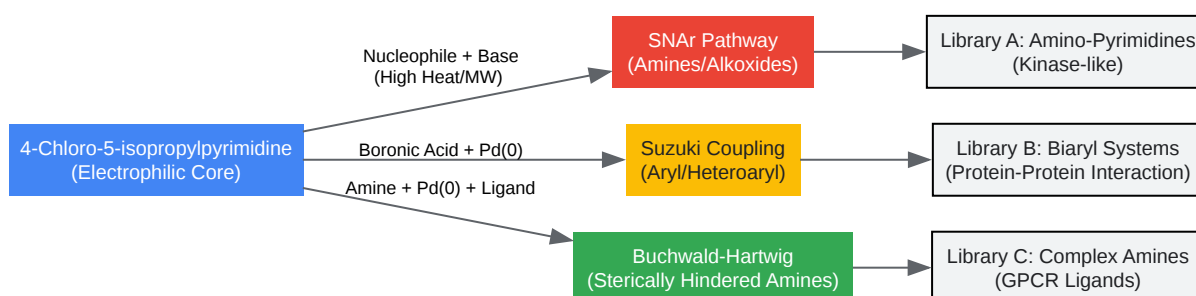 SNAr Pathway
(Amines/Alkoxides)
Library A: Amino-Pyrimidines
(Kinase-like)
Nucleophile + Base
(High Heat/MW)
4-Chloro-5-isopropylpyrimidine
(Electrophilic Core)
Boronic Acid + Pd(0)
Suzuki Coupling
(Aryl/Heteroaryl)
Library B: Biaryl Systems
(Protein-Protein Interaction)
Amine + Pd(0) + Ligand
Buchwald-Hartwig
(Sterically Hindered Amines)
Library C: Complex Amines
(GPCR Ligands)